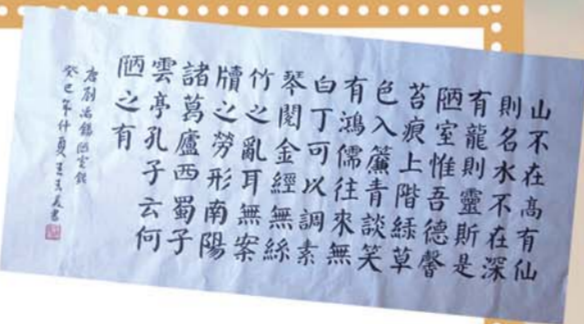 山不在高有仙
則名水不在深
有龍則靈斯是
陋室惟吾德馨
苔痕上階緑草
色入簾青談笑
有鴻儒往來無
白丁可以調素
琴閱金經無絲
竹之亂耳無案
牘之勞形南陽
諸葛廬西蜀子
雲亭孔子云何
陋之有
唐劉禹錫陋室銘
癸巳年仲夏